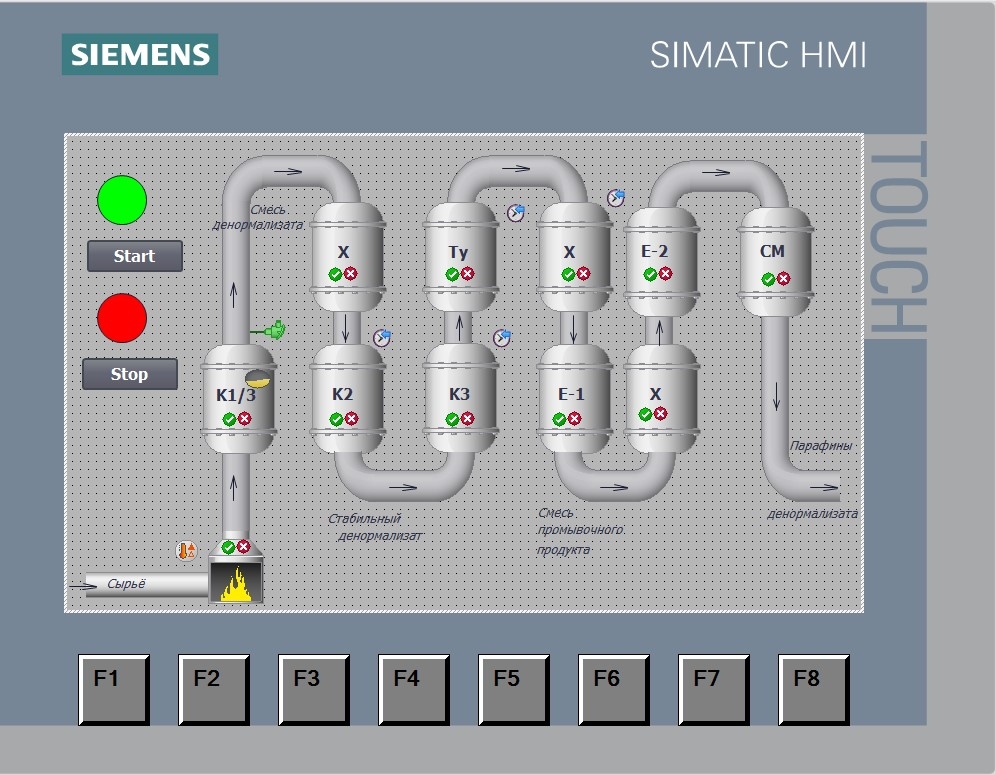 SIEMENS
SIMATIC HMI
TOUCH
Start
Stop
Смесь
денормализата
X
Ty
X
E-2
CM
K1/3
K2
K3
E-1
X
Парафины
Стабильный
денормализат
Смесь
промывочного
продукта
денормализата
Сырьё
F1
F2
F3
F4
F5
F6
F7
F8